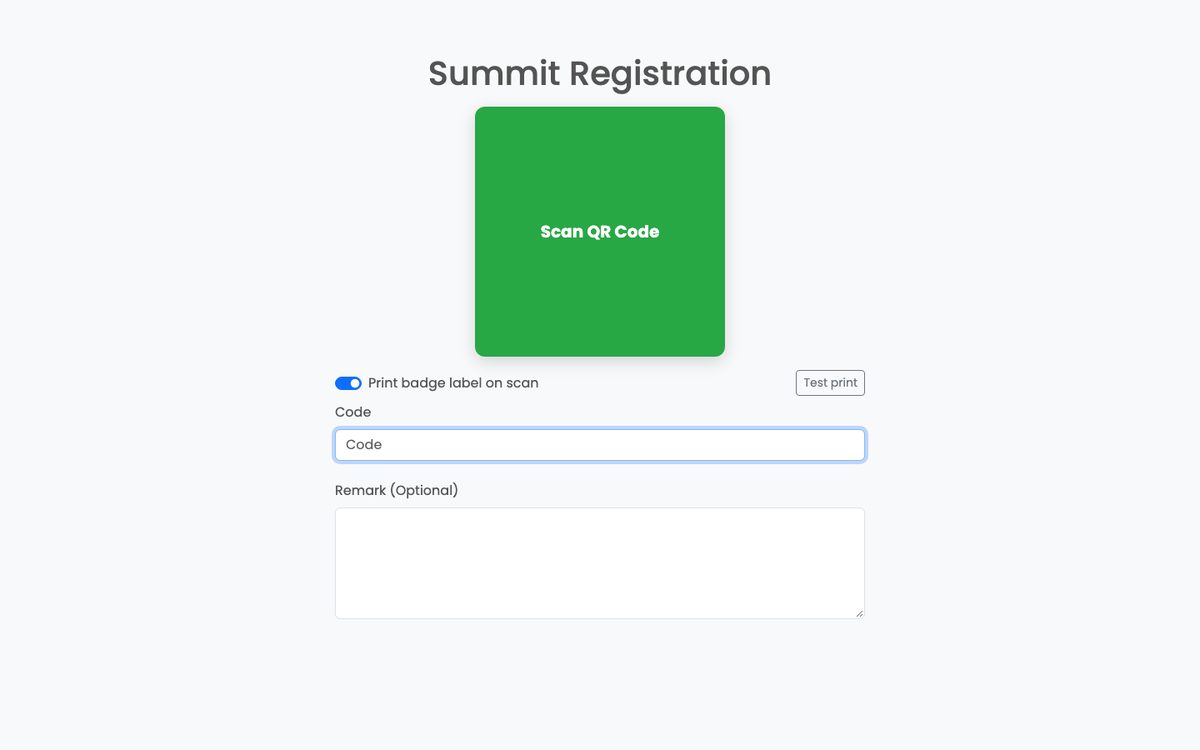 Summit Registration
Scan QR Code
Print badge label on scan
Test print
Code
Code
Remark (Optional)